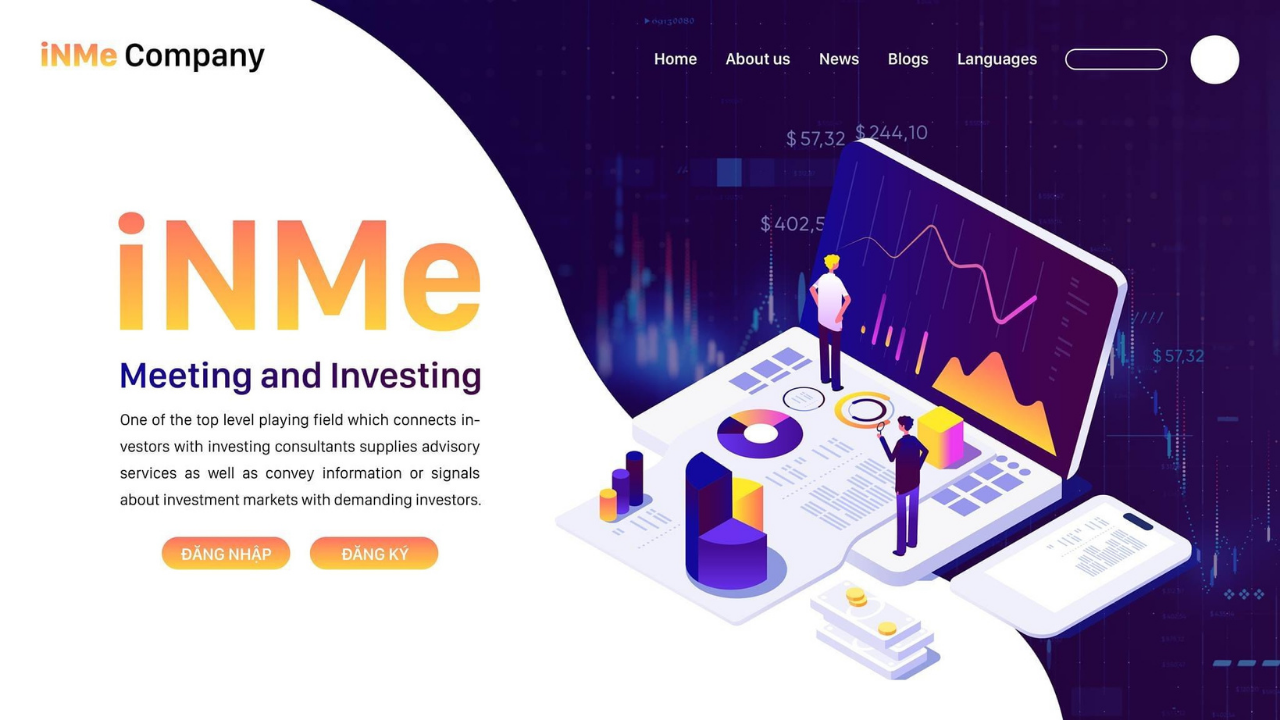 iNMe Company
Home About us News Blogs Languages
$ 57,32 $ 244,10
$ 402,5
iNMe
Meeting and Investing
$ 57,32
One of the top level playing field which connects in-
vestors with investing consultants supplies advisory
services as well as convey information or signals
about investment markets with demanding investors.
ĐĂNG NHẬP ĐĂNG KÝ